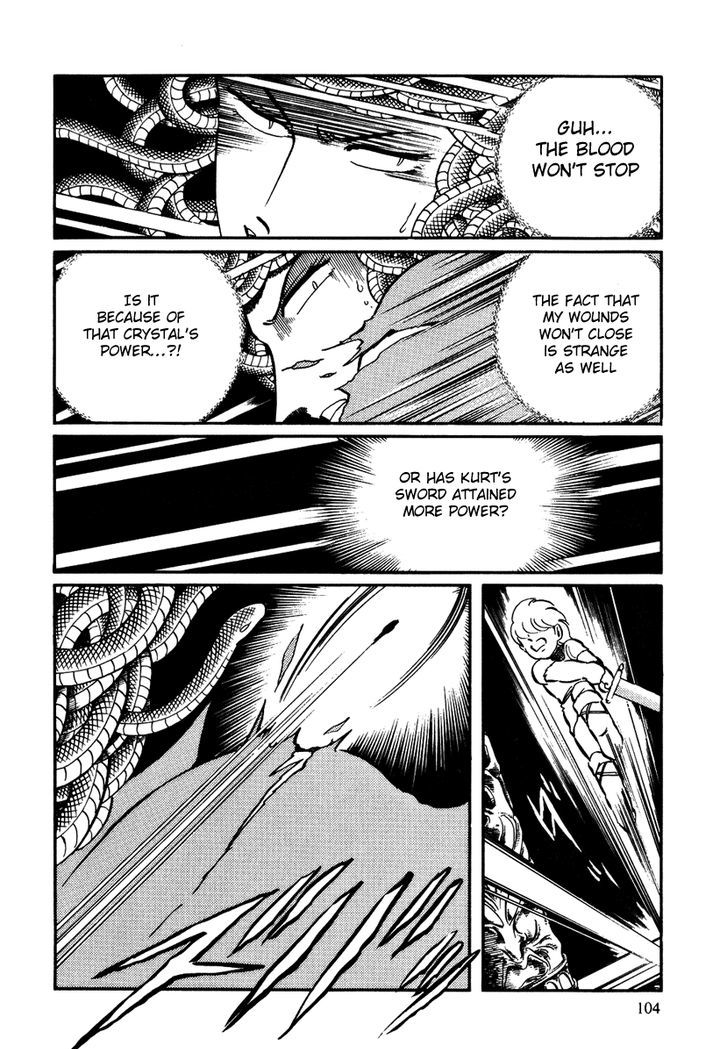 GUH...
THE BLOOD
WON'T STOP
THE FACT THAT
MY WOUNDS
WON'T CLOSE
IS STRANGE
AS WELL
IS IT
BECAUSE OF
THAT CRYSTAL'S
POWER...?!
OR HAS KURT'S
SWORD ATTAINED
MORE POWER?
104